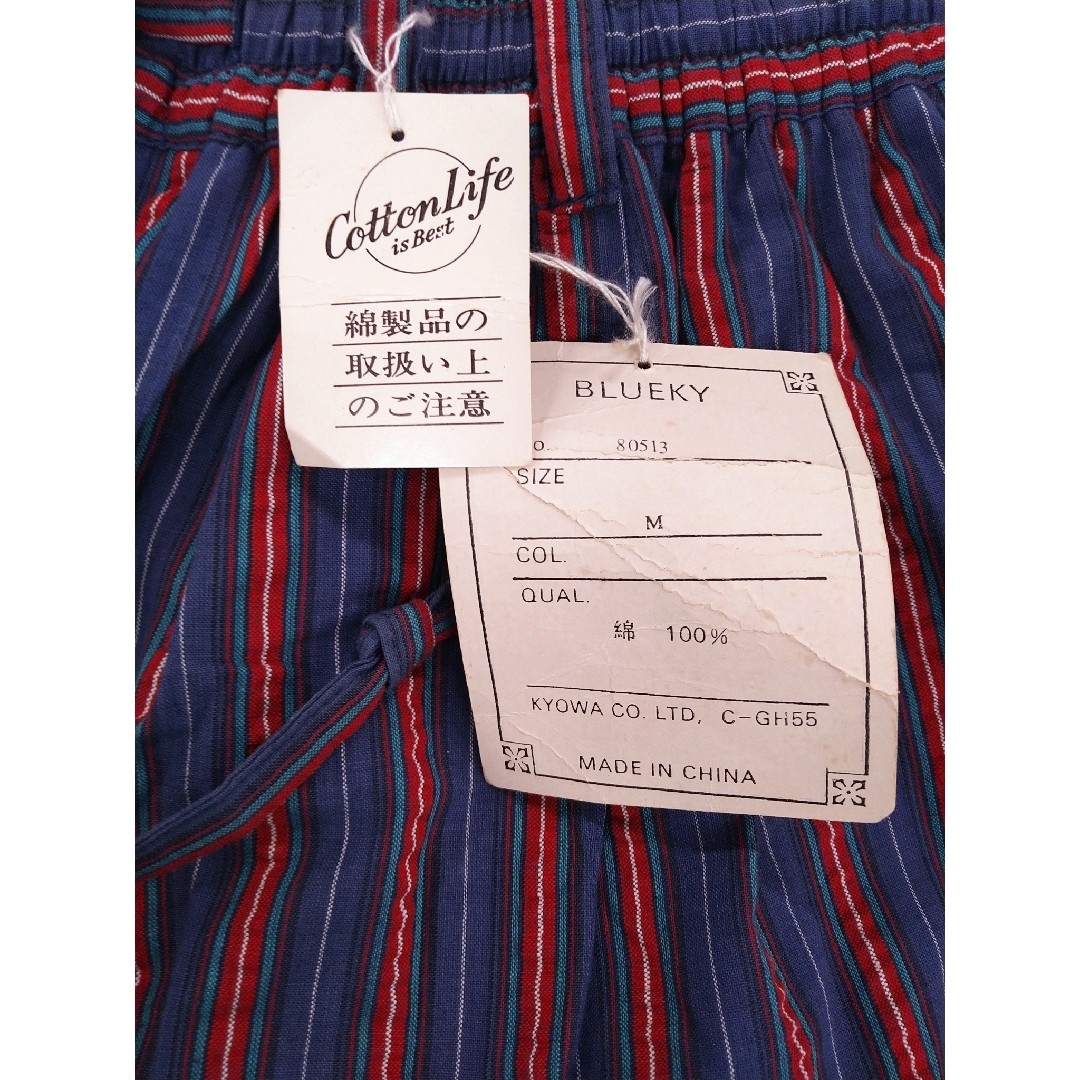 CottonLife
is Best
綿製品の
取扱い上
のご注意
BLUEKY
o. 80513
SIZE
M
COL.
QUAL.
綿 100%
KYOWA CO. LTD, C-GH55
MADE IN CHINA